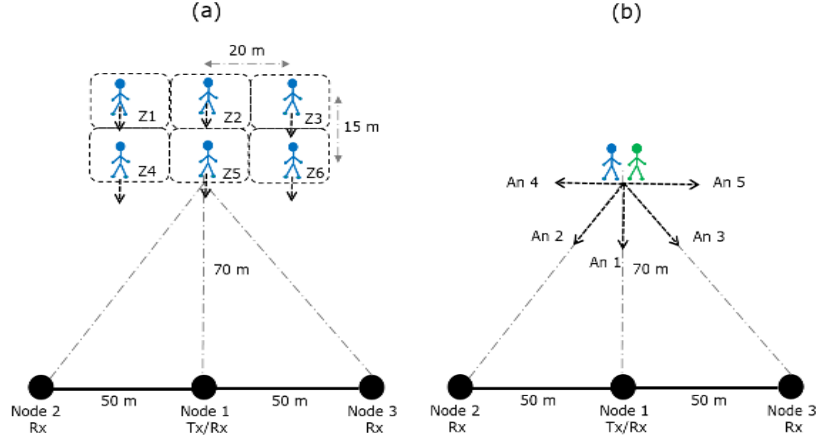 (a)
20 m
Z1
Z2
Z3
15 m
Z4
Z5
Z6
70 m
50 m
50 m
Node 2
Rx
Node 1
Tx/Rx
Node 3
Rx
(b)
An 4
An 5
An 2
An 3
An 1
70 m
50 m
50 m
Node 2
Rx
Node 1
Tx/Rx
Node 3
Rx